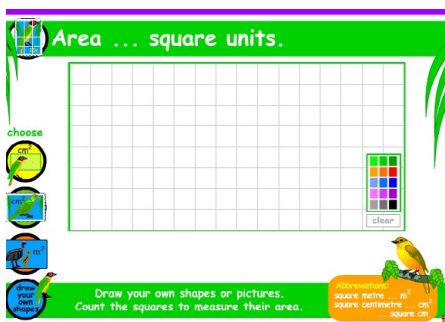 Area ... square units.
choose
cm²
cm²
m²
clear
draw
your
own
shapes
Draw your own shapes or pictures.
Count the squares to measure their area.
Abbreviations:
square metre ... m²
square centimetre ... cm²
... square cm